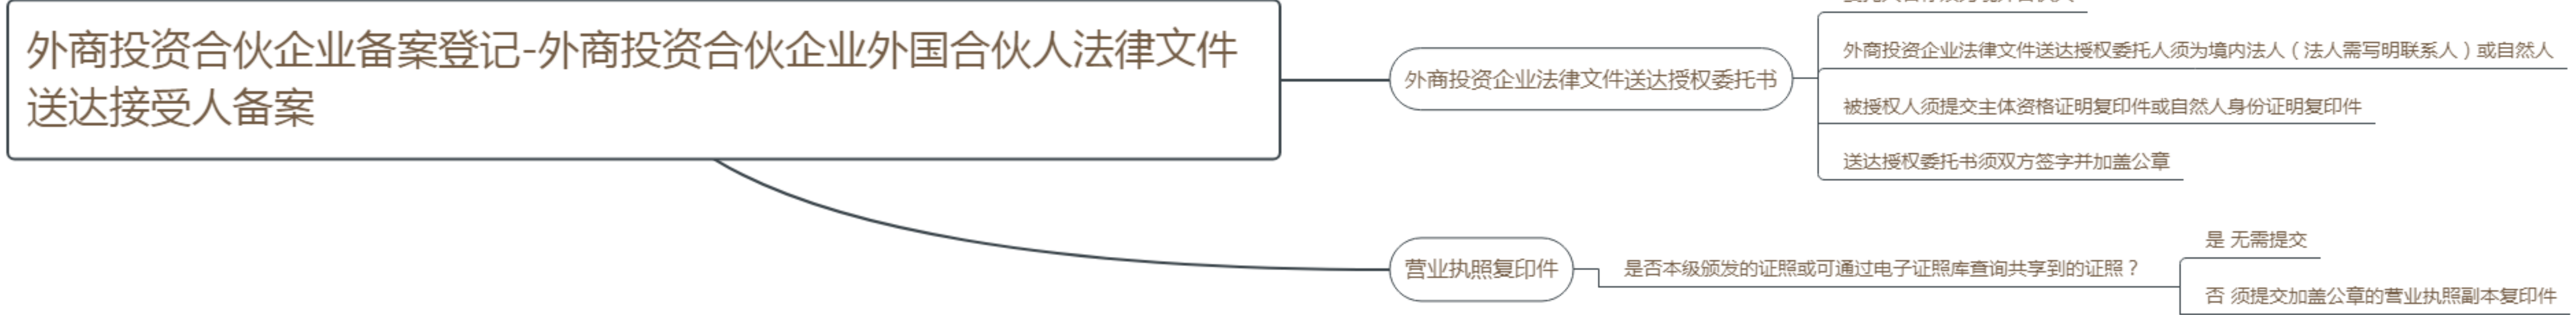 外商投资合伙企业备案登记-外商投资合伙企业外国合伙人法律文件
送达接受人备案
外商投资企业法律文件送达授权委托书
外商投资企业法律文件送达授权委托人须为境内法人（法人需写明联系人）或自然人
被授权人须提交主体资格证明复印件或自然人身份证明复印件
送达授权委托书须双方签字并加盖公章
营业执照复印件
是否本级颁发的证照或可通过电子证照库查询共享到的证照？
是 无需提交
否 须提交加盖公章的营业执照副本复印件